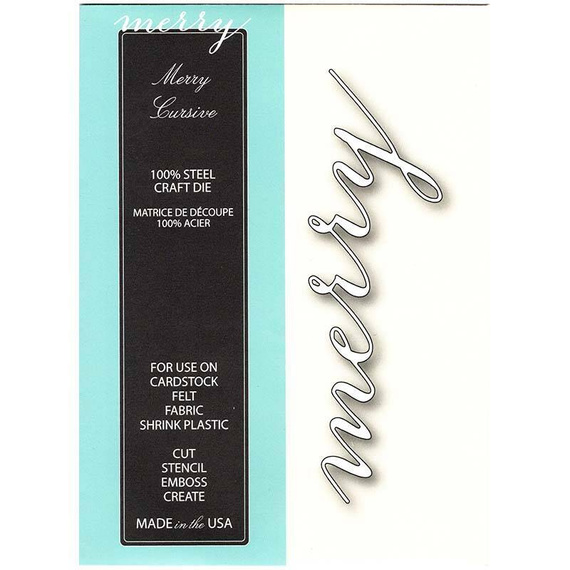 merry
Merry
Cursive
100% STEEL
CRAFT DIE
MATRICE DE DÉCOUPE
100% ACIER
FOR USE ON
CARDSTOCK
FELT
FABRIC
SHRINK PLASTIC
CUT
STENCIL
EMBOSS
CREATE
MADE in the USA
merry